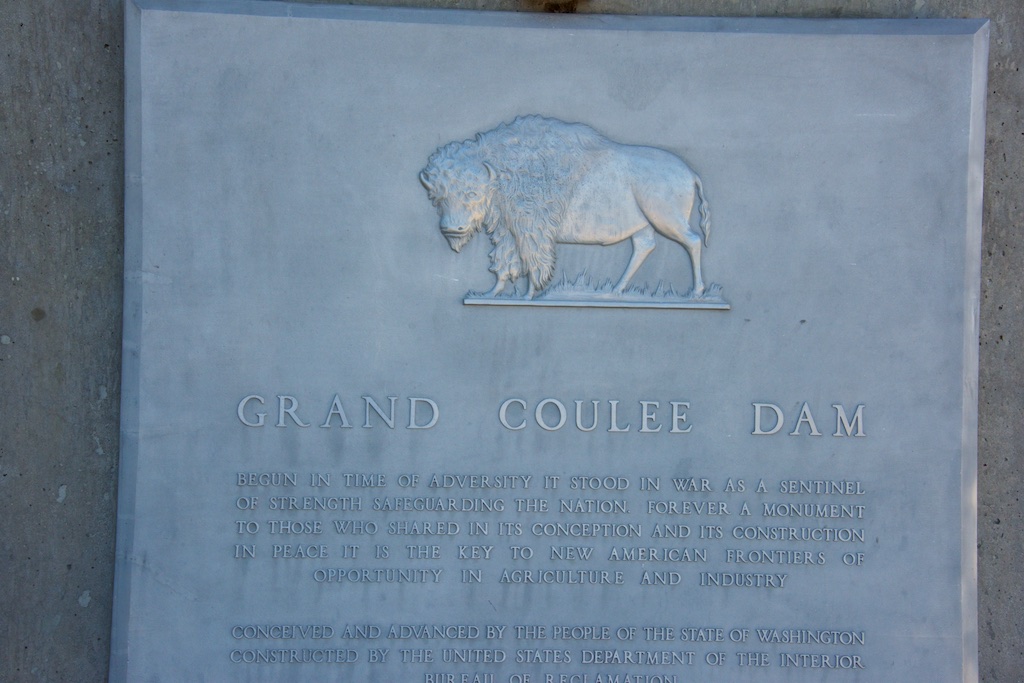 GRAND COULEE DAM
BEGUN IN TIME OF ADVERSITY IT STOOD IN WAR AS A SENTINEL
OF STRENGTH SAFEGUARDING THE NATION. FOREVER A MONUMENT
TO THOSE WHO SHARED IN ITS CONCEPTION AND ITS CONSTRUCTION
IN PEACE IT IS THE KEY TO NEW AMERICAN FRONTIERS OF
OPPORTUNITY IN AGRICULTURE AND INDUSTRY
CONCEIVED AND ADVANCED BY THE PEOPLE OF THE STATE OF WASHINGTON
CONSTRUCTED BY THE UNITED STATES DEPARTMENT OF THE INTERIOR
BUREAU OF RECLAMATION